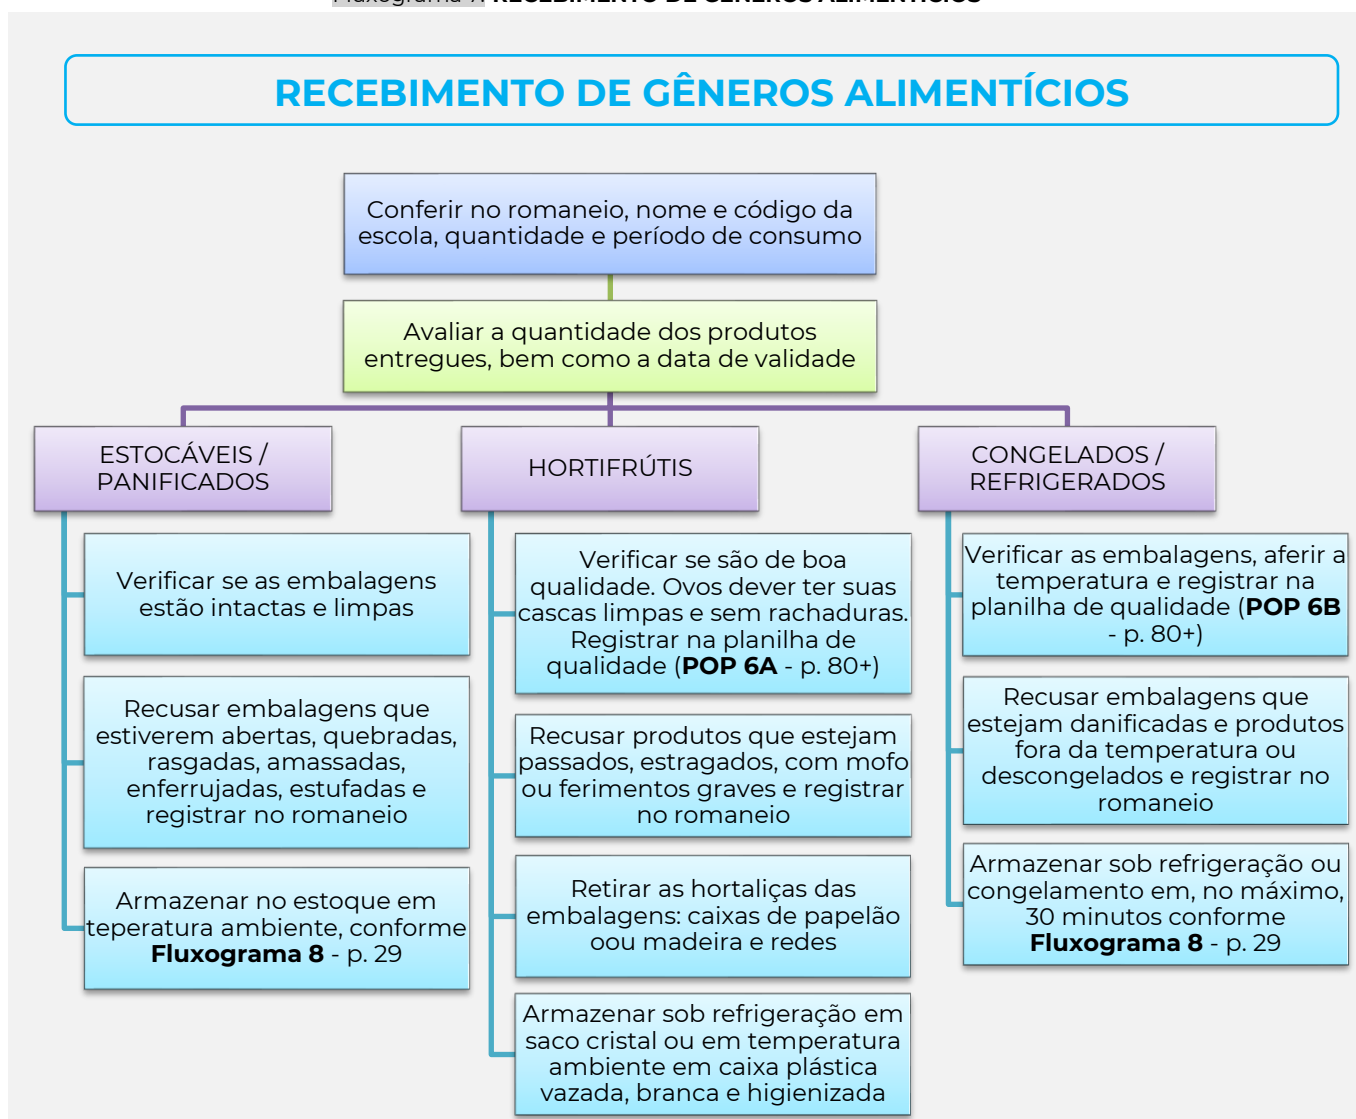 Fluxograma 7. RECEBIMENTO DE GÊNEROS ALIMENTÍCIOS
RECEBIMENTO DE GÊNEROS ALIMENTÍCIOS
Conferir no romaneio, nome e código da
escola, quantidade e período de consumo
Avaliar a quantidade dos produtos
entregues, bem como a data de validade
ESTOCÁVEIS /
PANIFICADOS
Verificar se as embalagens
estão intactas e limpas
Recusar embalagens que
estiverem abertas, quebradas,
rasgadas, amassadas,
enferrujadas, estufadas e
registrar no romaneio
Armazenar no estoque em
teperatura ambiente, conforme
Fluxograma 8 - p. 29
HORTIFRÚTIS
Verificar se são de boa
qualidade. Ovos dever ter suas
cascas limpas e sem rachaduras.
Registrar na planilha de
qualidade (POP 6A - p. 80+)
Recusar produtos que estejam
passados, estragados, com mofo
ou ferimentos graves e registrar
no romaneio
Retirar as hortaliças das
embalagens: caixas de papelão
oou madeira e redes
Armazenar sob refrigeração em
saco cristal ou em temperatura
ambiente em caixa plástica
vazada, branca e higienizada
CONGELADOS /
REFRIGERADOS
Verificar as embalagens, aferir a
temperatura e registrar na
planilha de qualidade (POP 6B
- p. 80+)
Recusar embalagens que
estejam danificadas e produtos
fora da temperatura ou
descongelados e registrar no
romaneio
Armazenar sob refrigeração ou
congelamento em, no máximo,
30 minutos conforme
Fluxograma 8 - p. 29